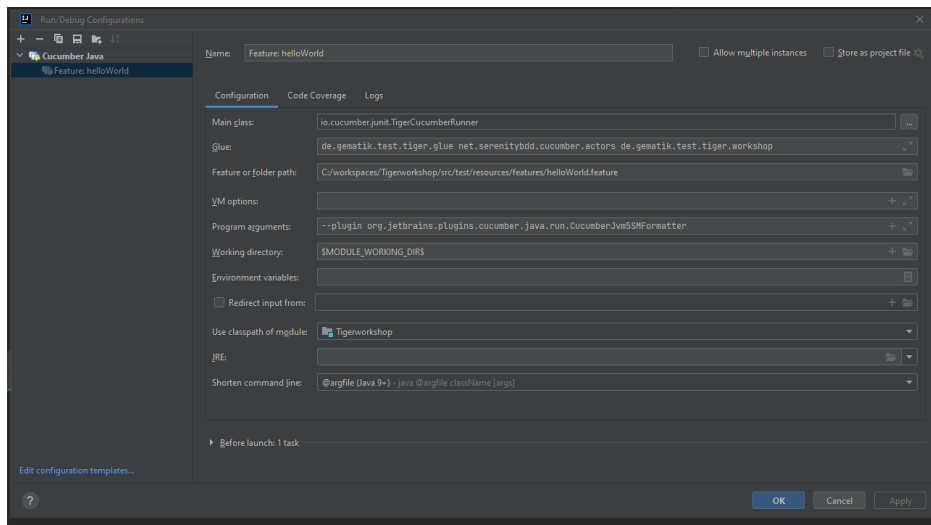 Run/Debug Configurations
Cucumber Java
Feature: helloWorld
Name: Feature: helloWorld
Allow multiple instances
Store as project file
Configuration Code Coverage Logs
Main class: io.cucumber.junit.TigerCucumberRunner ...
Glue: de.gematik.test.tiger.glue net.serenitybdd.cucumber.actors de.gematik.test.tiger.workshop
Feature or folder path: C:/workspaces/Tigerworkshop/src/test/resources/features/helloWorld.feature
VM options:
Program arguments: --plugin org.jetbrains.plugins.cucumber.java.run.CucumberJvm5SMFormatter
Working directory: $MODULE_WORKING_DIR$
Environment variables:
Redirect input from:
Use classpath of module: Tigerworkshop
JRE:
Shorten command line: @argfile (Java 9+) - java @argfile className [args]
Before launch: 1 task
Edit configuration templates...
? OK Cancel Apply